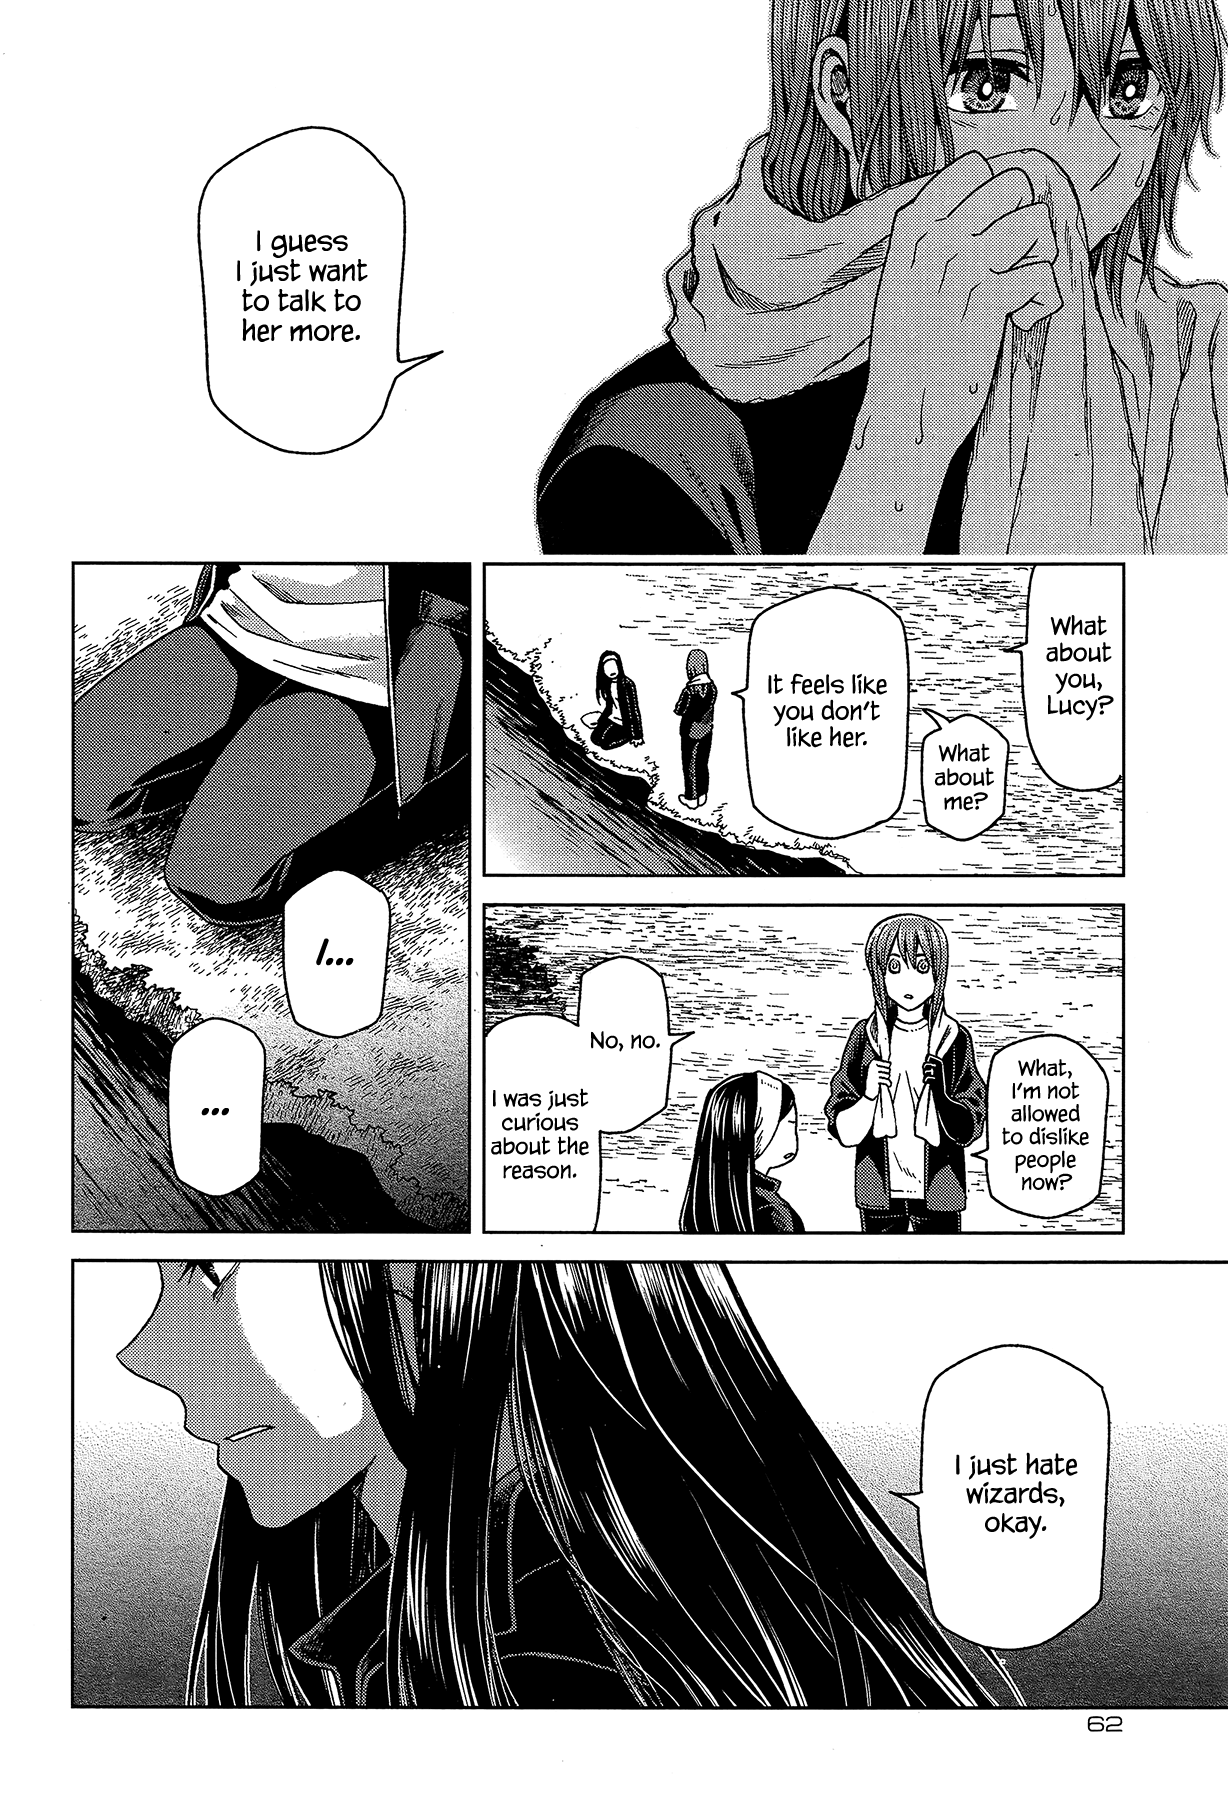 I guess
I just want
to talk to
her more.
What
about
you,
Lucy?
What
about
me?
It feels like
you don't
like her.
What,
I'm not
allowed
to dislike
people
now?
No, no.
I was just
curious
about the
reason.
I...
...
I just hate
wizards,
okay.
62